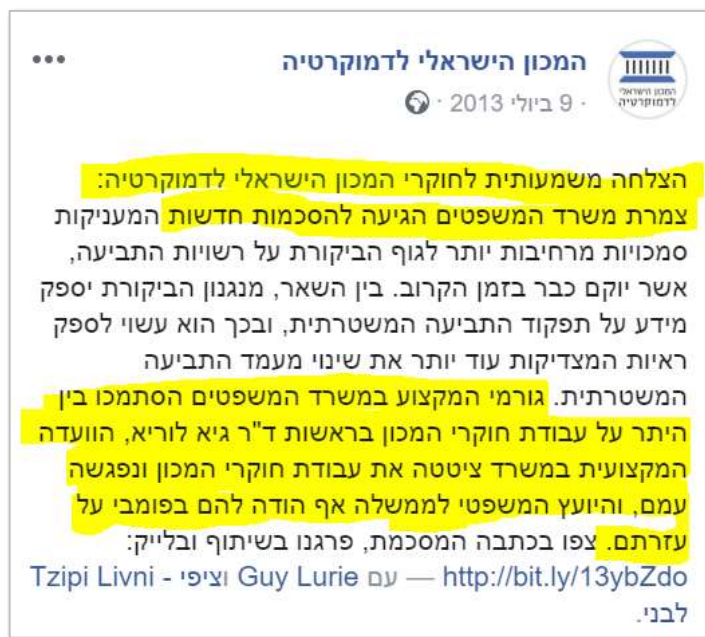 המכון הישראלי לדמוקרטיה
המכון הישראלי
לדמוקרטיה
9 ביולי 2013 ·
הצלחה משמעותית לחוקרי המכון הישראלי לדמוקרטיה:
צמרת משרד המשפטים הגיעה להסכמות חדשות המעניקות
סמכויות מרחיבות יותר לגוף הביקורת על רשויות התביעה,
אשר יוקם כבר בזמן הקרוב. בין השאר, מנגנון הביקורת יספק
מידע על תפקוד התביעה המשטרתית, ובכך הוא עשוי לספק
ראיות המצדיקות עוד יותר את שינוי מעמד התביעה
המשטרתית. גורמי המקצוע במשרד המשפטים הסתמכו בין
היתר על עבודת חוקרי המכון בראשות ד"ר גיא לוריא, הוועדה
המקצועית במשרד ציטטה את עבודת חוקרי המכון ונפגשה
עמם, והיועץ המשפטי לממשלה אף הודה להם בפומבי על
עזרתם. צפו בכתבה המסכמת, פרגנו בשיתוף ובלייק:
http://bit.ly/13ybZdo — עם Guy Lurie וציפי - Tzipi Livni
לבני.